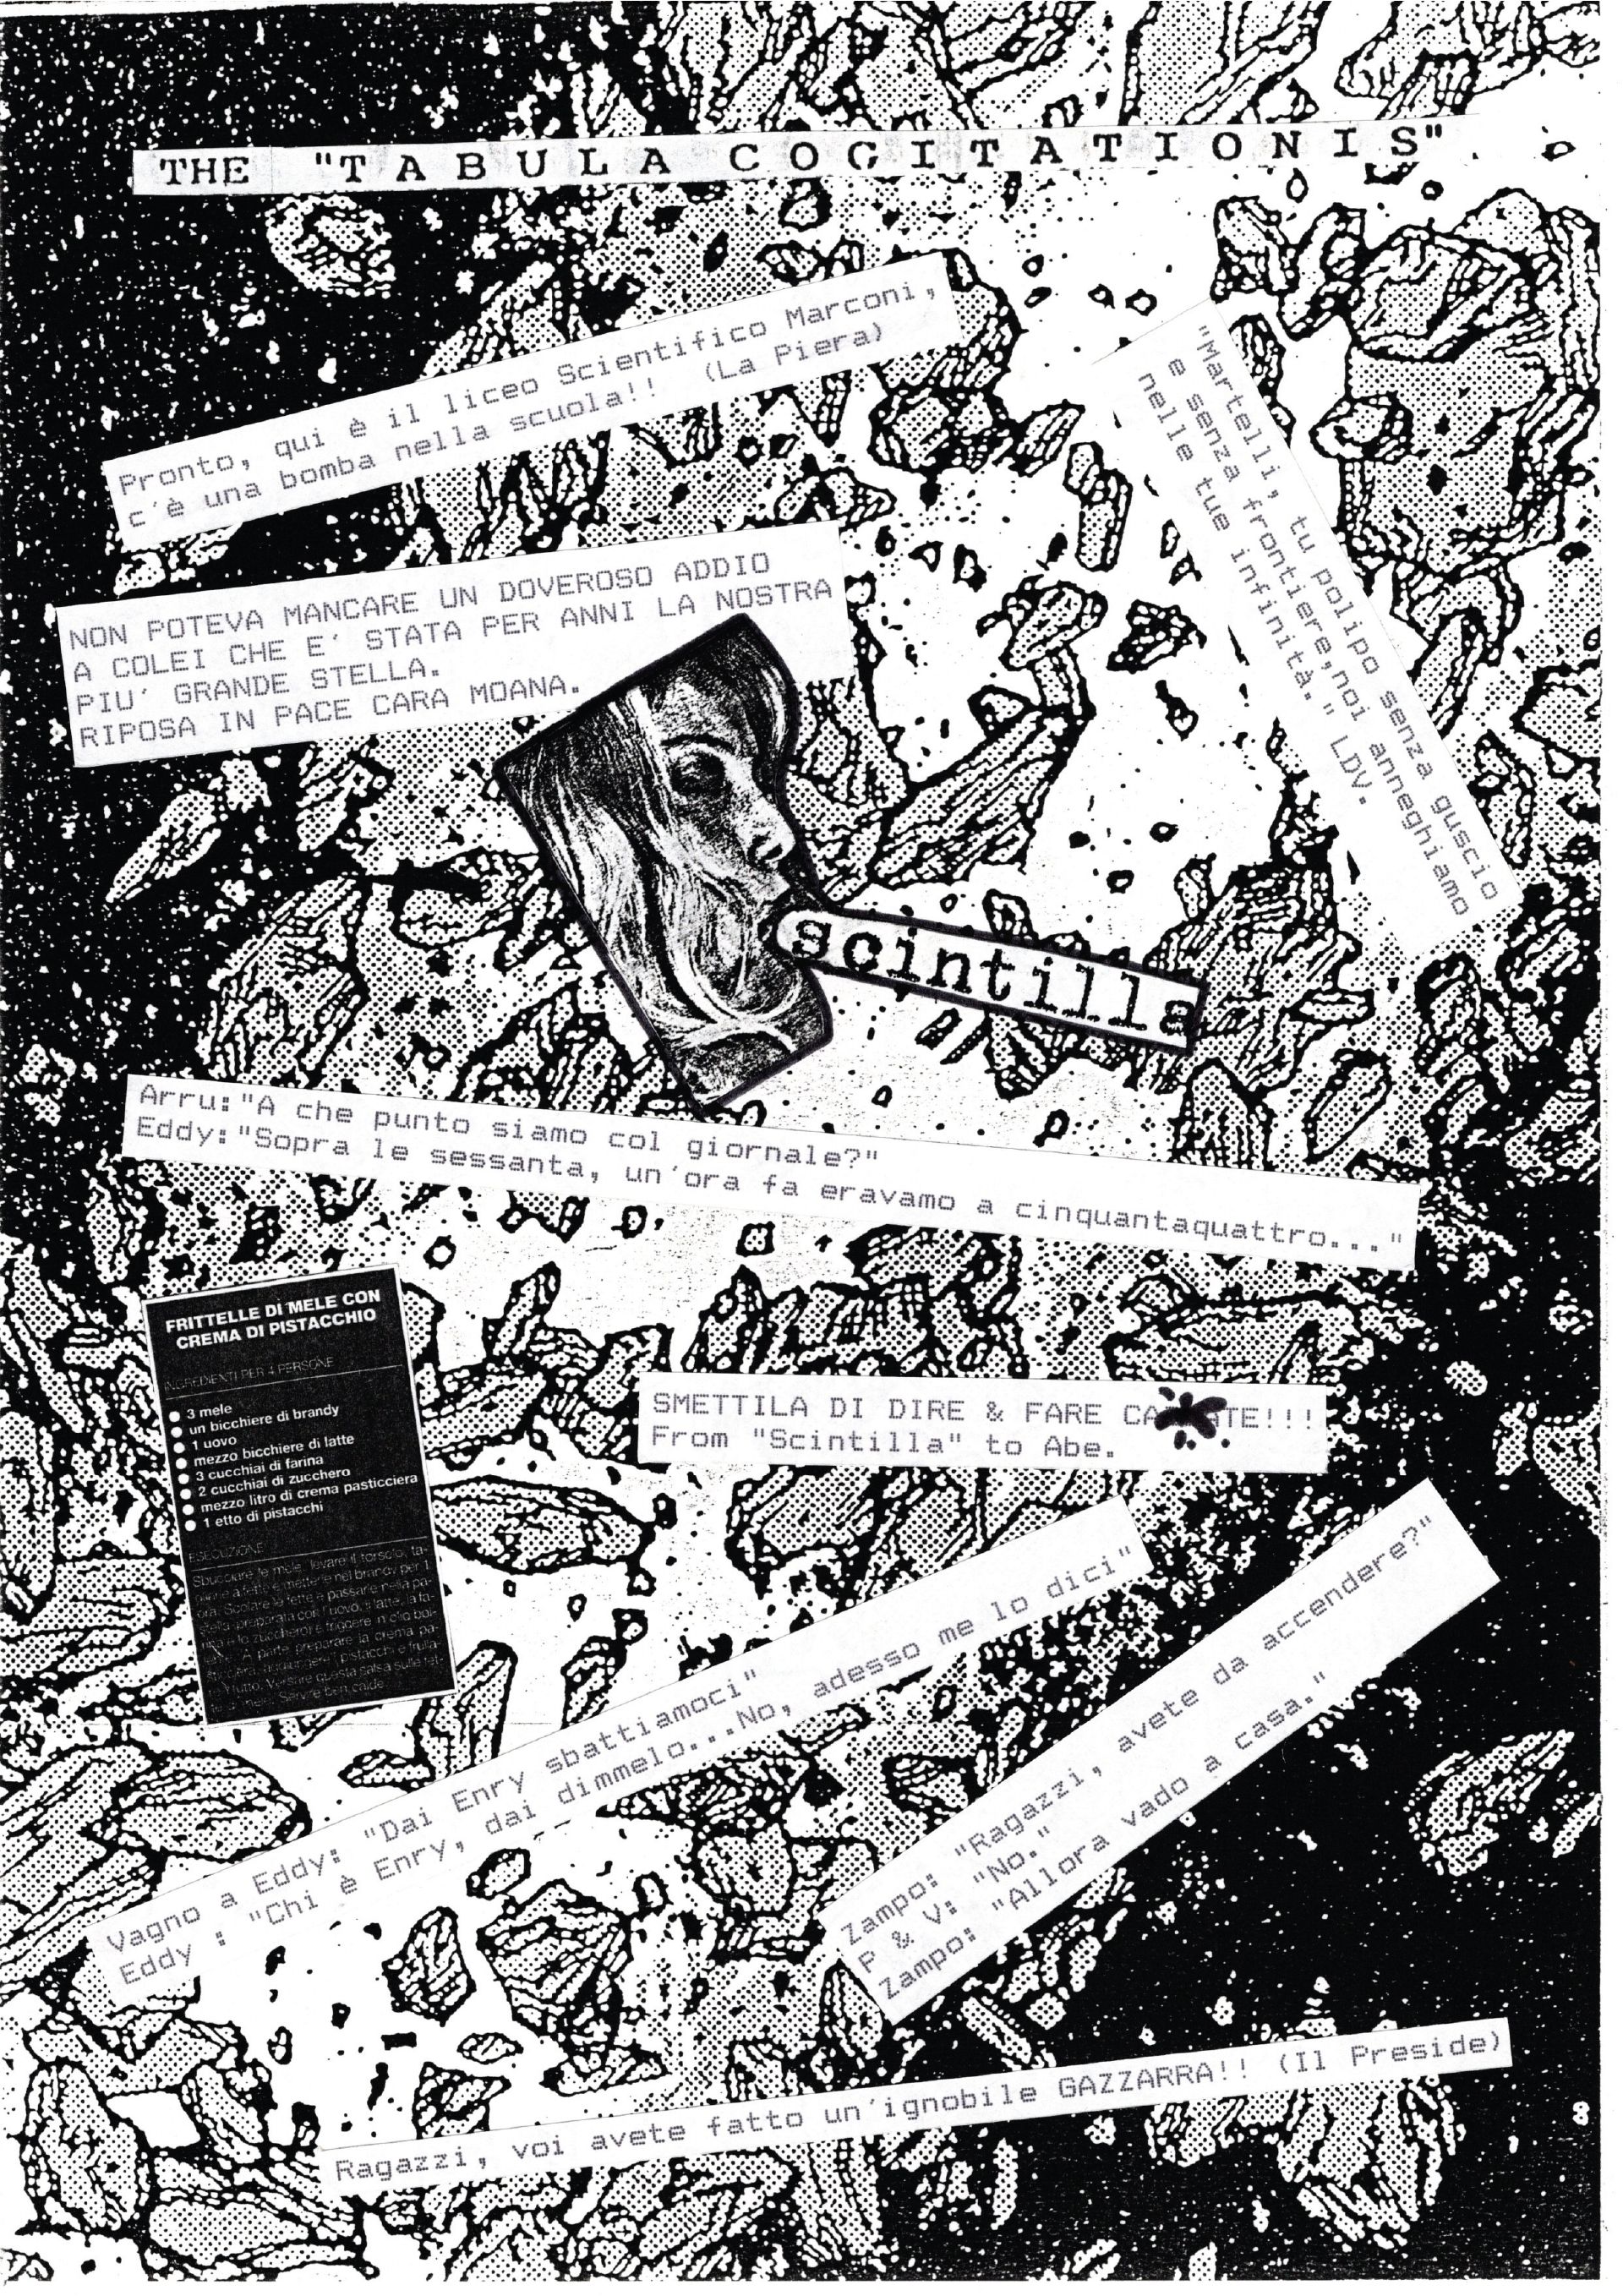 THE "TABULA COGITATIONIS"
Pronto, qui è il liceo Scientifico Marconi,
c'è una bomba nella scuola!! (La Piera)
"Martelli, tu polipo senza guscio
e senza frontiere,noi anneghiamo
nelle tue infinità." LDV.
NON POTEVA MANCARE UN DOVEROSO ADDIO
A COLEI CHE E' STATA PER ANNI LA NOSTRA
PIU' GRANDE STELLA.
RIPOSA IN PACE CARA MOANA.
scintilla
Arru:"A che punto siamo col giornale?"
Eddy:"Sopra le sessanta, un'ora fa eravamo a cinquantaquattro..."
FRITTELLE DI MELE CON
CREMA DI PISTACCHIO
INGREDIENTI PER 4 PERSONE
3 mele
un bicchiere di brandy
1 uovo
mezzo bicchiere di latte
3 cucchiai di farina
2 cucchiai di zucchero
mezzo litro di crema pasticciera
1 etto di pistacchi
ESECUZIONE
Sbucciare le mele, levare il torsolo, ta-
a fette e metterle nel brandy per 1
ora. Scolare le fette e passarle nella pa-
stella preparata con l'uovo, il latte, la fa-
e lo zucchero e friggere in olio bol-
A parte preparare la crema pa-
i pistacchi e frulla-
tutto. Versare questa salsa sulle fet-
Servire ben calde
SMETTILA DI DIRE & FARE CA TE!!!
From "Scintilla" to Abe.
Vagno a Eddy: "Dai Enry sbattiamoci"
Eddy : "Chi è Enry, dai dimmelo...No, adesso me lo dici"
Zampo: "Ragazzi, avete da accendere?"
P & V: "No."
Zampo: "Allora vado a casa."
Ragazzi, voi avete fatto un'ignobile GAZZARRA!! (Il Preside)